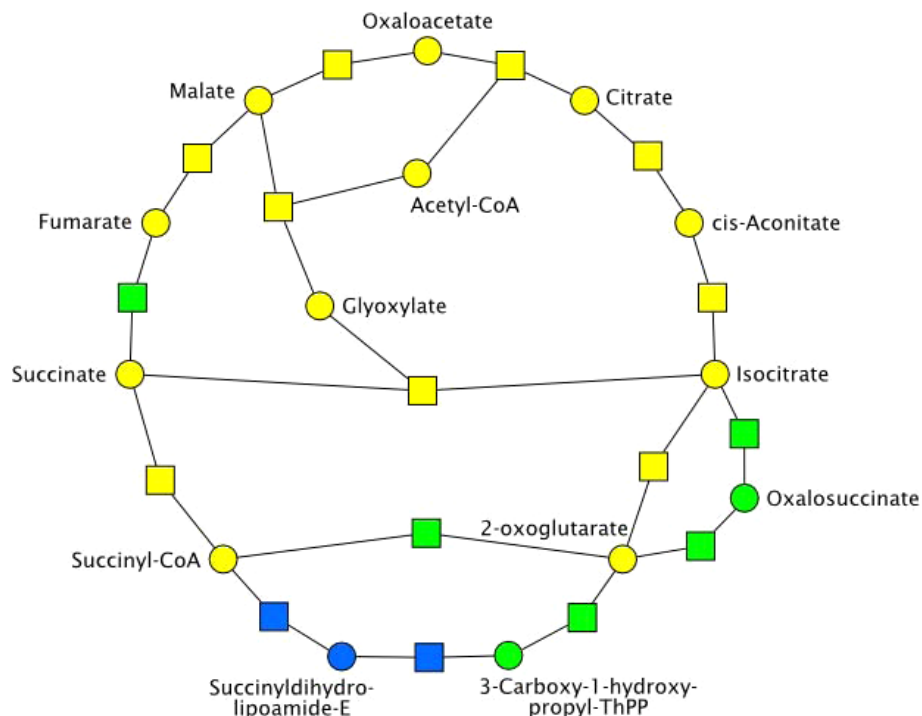 Oxaloacetate
Malate
Citrate
Acetyl-CoA
Fumarate
cis-Aconitate
Glyoxylate
Succinate
Isocitrate
Oxalosuccinate
2-oxoglutarate
Succinyl-CoA
Succinyldihydro-
lipoamide-E
3-Carboxy-1-hydroxy-
propyl-ThPP